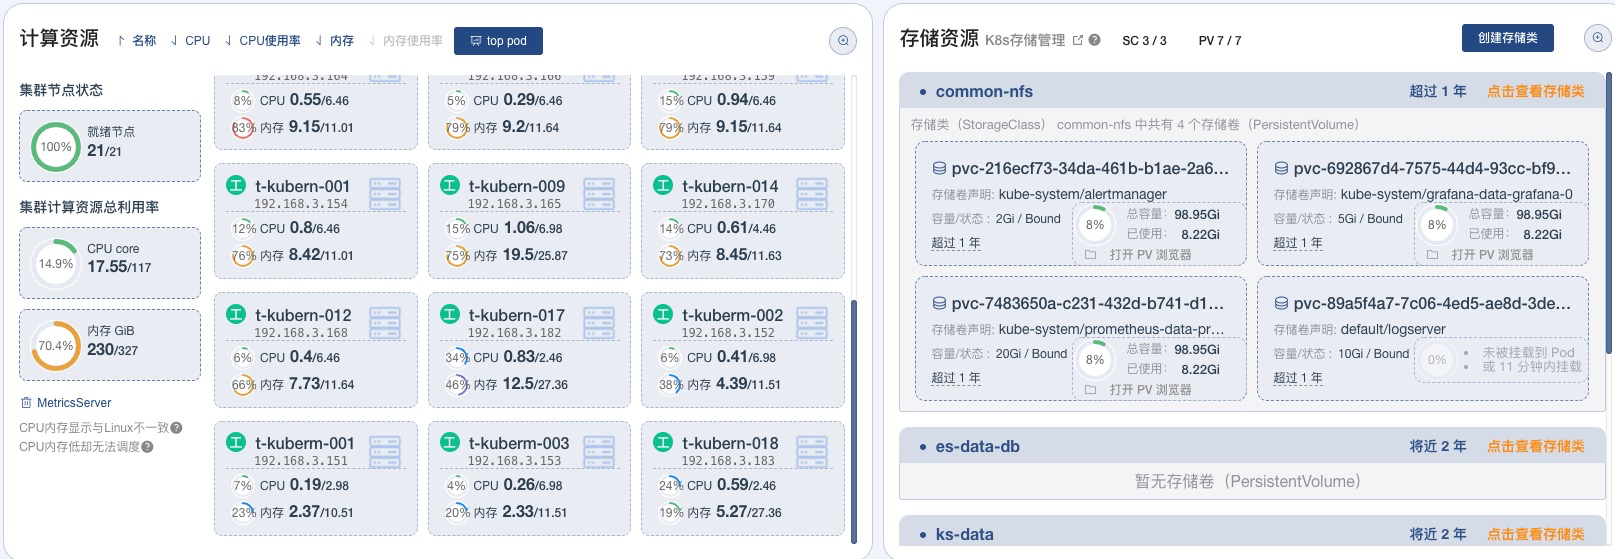 计算资源 名称 CPU CPU使用率 内存 内存使用率 top pod
集群节点状态
100%
就绪节点
21/21
集群计算资源总利用率
14.9%
CPU core
17.55/117
70.4%
内存 GiB
230/327
MetricsServer
CPU内存显示与Linux不一致
CPU内存低却无法调度
192.168.3.164
8% CPU 0.55/6.46
83% 内存 9.15/11.01
192.168.3.166
5% CPU 0.29/6.46
79% 内存 9.2/11.64
192.168.3.159
15% CPU 0.94/6.46
79% 内存 9.15/11.64
工 t-kubern-001
192.168.3.154
12% CPU 0.8/6.46
76% 内存 8.42/11.01
工 t-kubern-009
192.168.3.165
15% CPU 1.06/6.98
75% 内存 19.5/25.87
工 t-kubern-014
192.168.3.170
14% CPU 0.61/4.46
73% 内存 8.45/11.63
工 t-kubern-012
192.168.3.168
6% CPU 0.4/6.46
66% 内存 7.73/11.64
工 t-kubern-017
192.168.3.182
34% CPU 0.83/2.46
46% 内存 12.5/27.36
工 t-kuberm-002
192.168.3.152
6% CPU 0.41/6.98
38% 内存 4.39/11.51
工 t-kuberm-001
192.168.3.151
7% CPU 0.19/2.98
23% 内存 2.37/10.51
工 t-kuberm-003
192.168.3.153
4% CPU 0.26/6.98
20% 内存 2.33/11.51
工 t-kubern-018
192.168.3.183
24% CPU 0.59/2.46
19% 内存 5.27/27.36
存储资源 K8s存储管理 SC 3 / 3 PV 7 / 7 创建存储类
common-nfs 超过 1 年 点击查看存储类
存储类（StorageClass） common-nfs 中共有 4 个存储卷（PersistentVolume）
pvc-216ecf73-34da-461b-b1ae-2a6...
存储卷声明: kube-system/alertmanager
容量/状态 : 2Gi / Bound
超过 1 年
8%
总容量: 98.95Gi
已使用: 8.22Gi
打开 PV 浏览器
pvc-692867d4-7575-44d4-93cc-bf9...
存储卷声明: kube-system/grafana-data-grafana-0
容量/状态 : 5Gi / Bound
超过 1 年
8%
总容量: 98.95Gi
已使用: 8.22Gi
打开 PV 浏览器
pvc-7483650a-c231-432d-b741-d1...
存储卷声明: kube-system/prometheus-data-pr...
容量/状态 : 20Gi / Bound
超过 1 年
8%
总容量: 98.95Gi
已使用: 8.22Gi
打开 PV 浏览器
pvc-89a5f4a7-7c06-4ed5-ae8d-3de...
存储卷声明: default/logserver
容量/状态 : 10Gi / Bound
超过 1 年
0%
未被挂载到 Pod
或 11 分钟内挂载
es-data-db 将近 2 年 点击查看存储类
暂无存储卷（PersistentVolume）
ks-data 将近 2 年 点击查看存储类